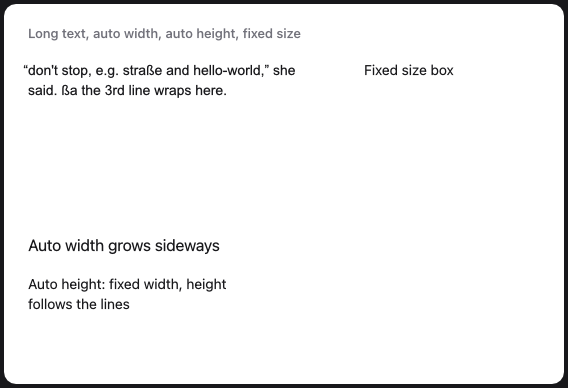 Long text, auto width, auto height, fixed size
“don't stop, e.g. straße and hello-world,” she
said. ßa the 3rd line wraps here.
Fixed size box
Auto width grows sideways
Auto height: fixed width, height
follows the lines